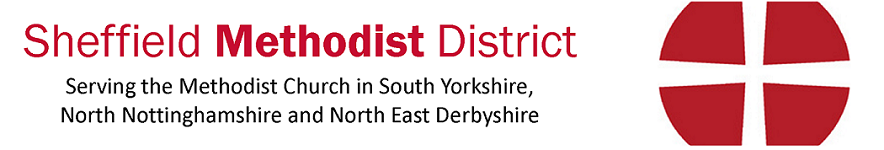 Sheffield Methodist District
Serving the Methodist Church in South Yorkshire,
North Nottinghamshire and North East Derbyshire